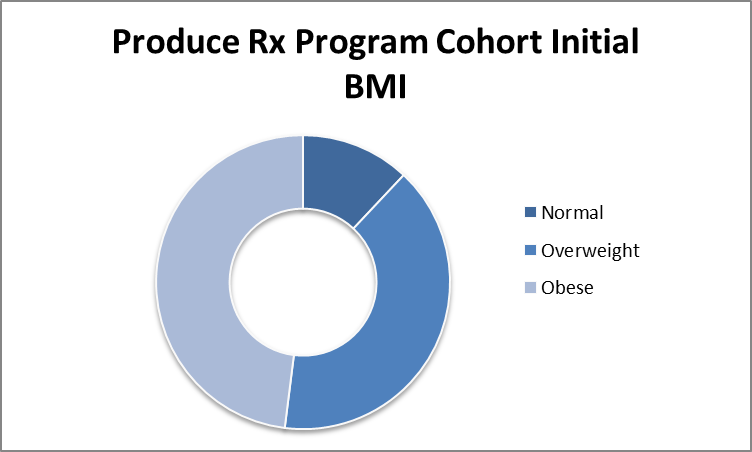 Produce Rx Program Cohort Initial
BMI
Normal
Overweight
Obese